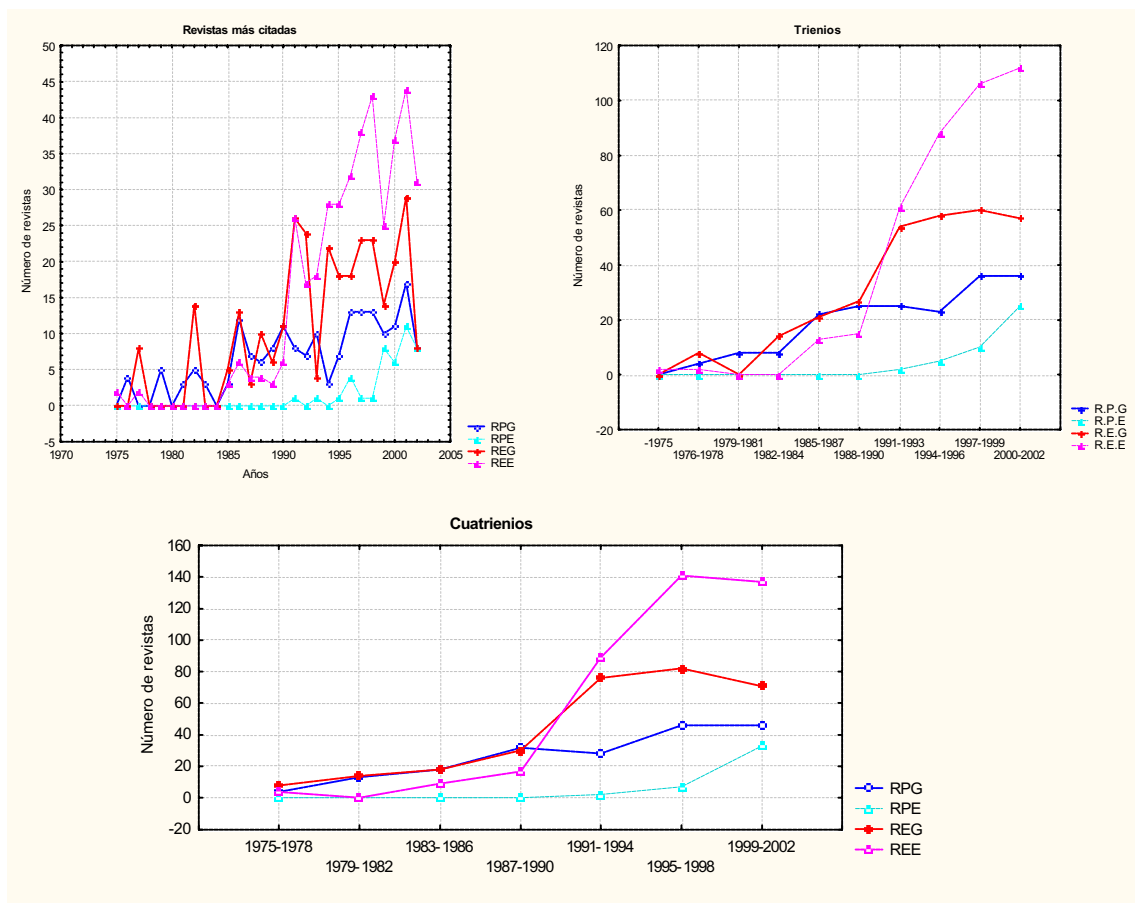 Revistas más citadas
50
45
40
35
30
25
20
15
10
5
0
-5
Número de revistas
1970 1975 1980 1985 1990 1995 2000 2005
Años
RPG
RPE
REG
REE
Trienios
120
100
80
60
40
20
0
-20
Número de revistas
-1975 1979-1981 1985-1987 1991-1993 1997-1999
1976-1978 1982-1984 1988-1990 1994-1996 2000-2002
R.P.G
R.P.E
R.E.G
R.E.E
Cuatrienios
160
140
120
100
80
60
40
20
0
-20
Número de revistas
1975-1978 1983-1986 1991-1994 1999-2002
1979-1982 1987-1990 1995-1998
RPG
RPE
REG
REE